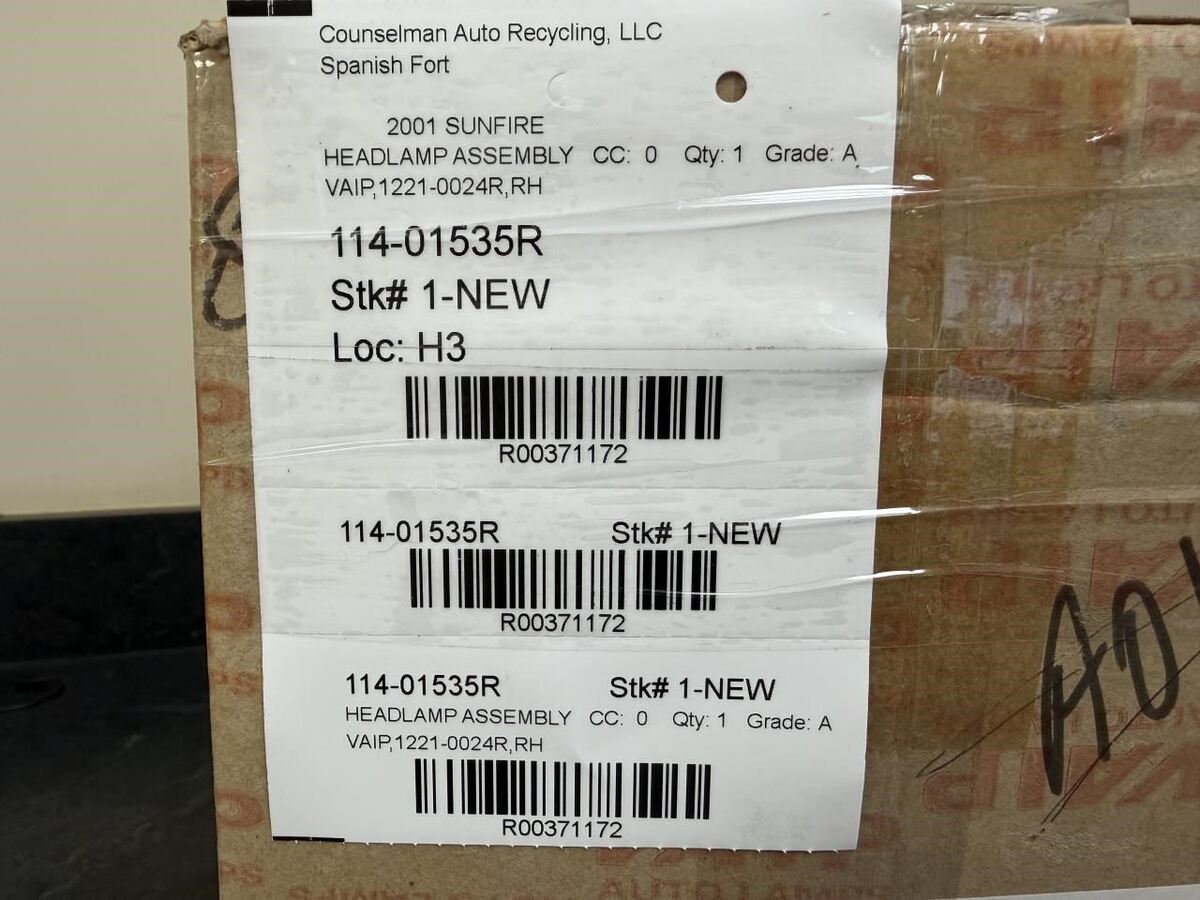 Counselman Auto Recycling, LLC
Spanish Fort
2001 SUNFIRE
HEADLAMP ASSEMBLY CC: 0 Qty: 1 Grade: A
VAIP,1221-0024R,RH
114-01535R
Stk# 1-NEW
Loc: H3
R00371172
114-01535R Stk# 1-NEW
R00371172
114-01535R Stk# 1-NEW
HEADLAMP ASSEMBLY CC: 0 Qty: 1 Grade: A
VAIP,1221-0024R,RH
R00371172
VAIP